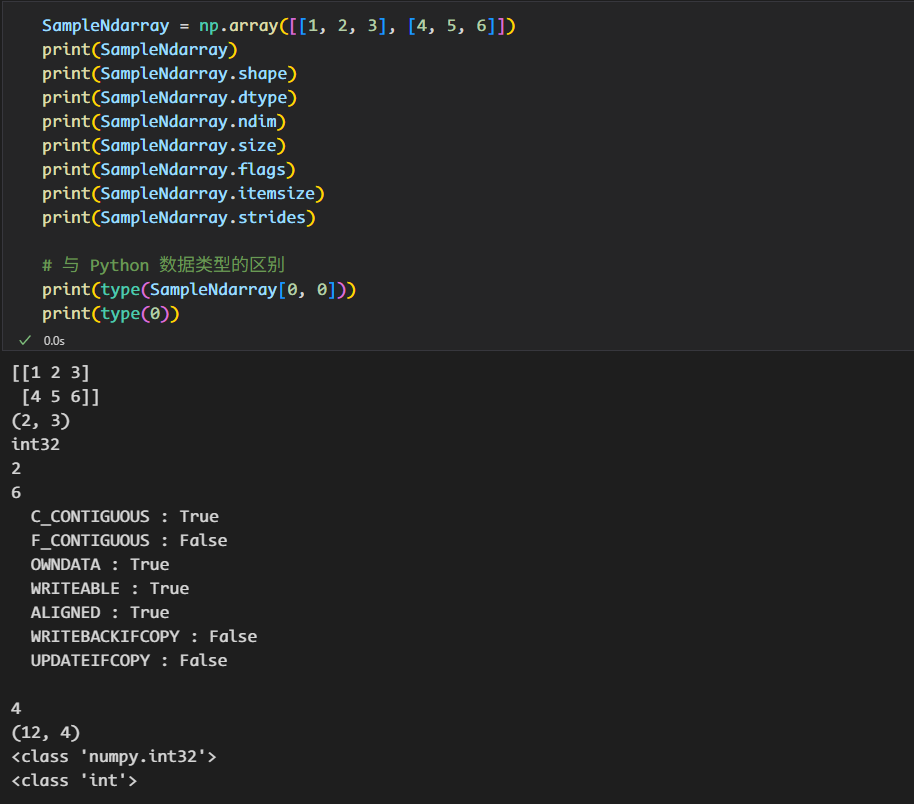 SampleNdarray = np.array([[1, 2, 3], [4, 5, 6]])
print(SampleNdarray)
print(SampleNdarray.shape)
print(SampleNdarray.dtype)
print(SampleNdarray.ndim)
print(SampleNdarray.size)
print(SampleNdarray.flags)
print(SampleNdarray.itemsize)
print(SampleNdarray.strides)

# 与 Python 数据类型的区别
print(type(SampleNdarray[0, 0]))
print(type(0))
✓ 0.0s
[[1 2 3]
 [4 5 6]]
(2, 3)
int32
2
6
  C_CONTIGUOUS : True
  F_CONTIGUOUS : False
  OWNDATA : True
  WRITEABLE : True
  ALIGNED : True
  WRITEBACKIFCOPY : False
  UPDATEIFCOPY : False

4
(12, 4)
<class 'numpy.int32'>
<class 'int'>